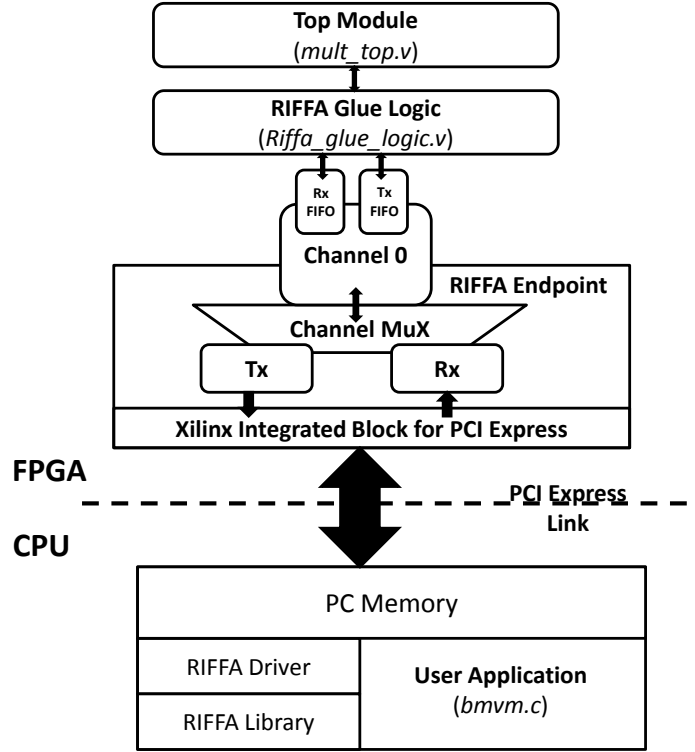 Top Module
(mult_top.v)
RIFFA Glue Logic
(Riffa_glue_logic.v)
Rx
FIFO
Tx
FIFO
Channel 0
RIFFA Endpoint
Channel MuX
Tx
Rx
Xilinx Integrated Block for PCI Express
FPGA
PCI Express
Link
CPU
PC Memory
RIFFA Driver
RIFFA Library
User Application
(bmvm.c)